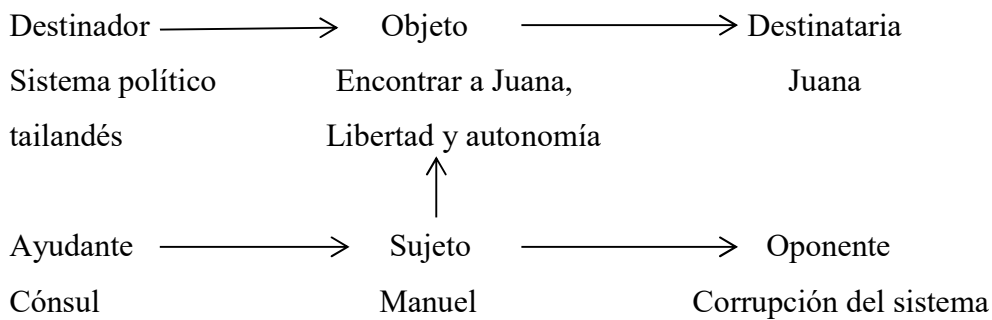 Destinador Objeto Destinataria
Sistema político Encontrar a Juana, Juana
tailandés Libertad y autonomía
Ayudante Sujeto Oponente
Cónsul Manuel Corrupción del sistema